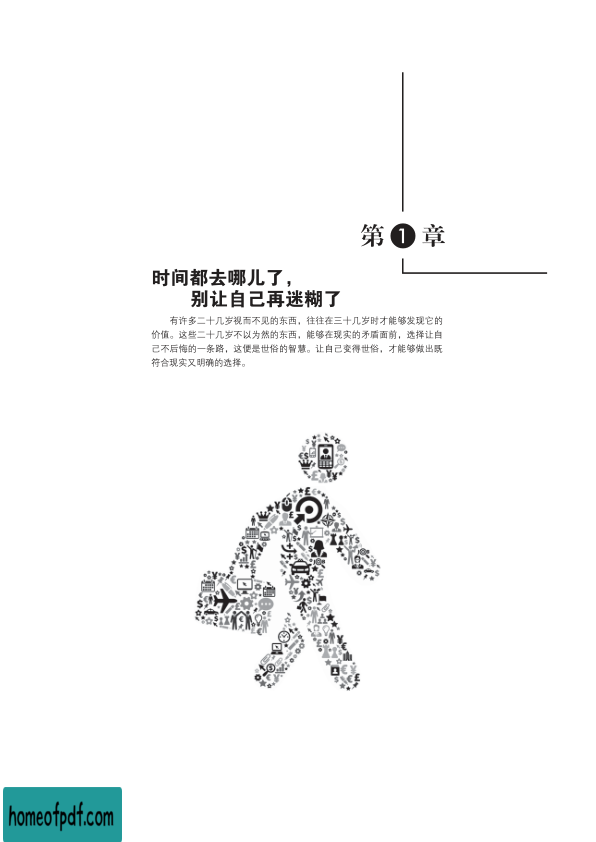 第1章
时间都去哪儿了，
别让自己再迷糊了
有许多二十几岁视而不见的东西，往往在三十几岁时才能够发现它的
价值。这些二十几岁不以为然的东西，能够在现实的矛盾面前，选择让自
己不后悔的一条路，这便是世俗的智慧。让自己变得世俗，才能够做出既
符合现实又明确的选择。
homeofpdf.com